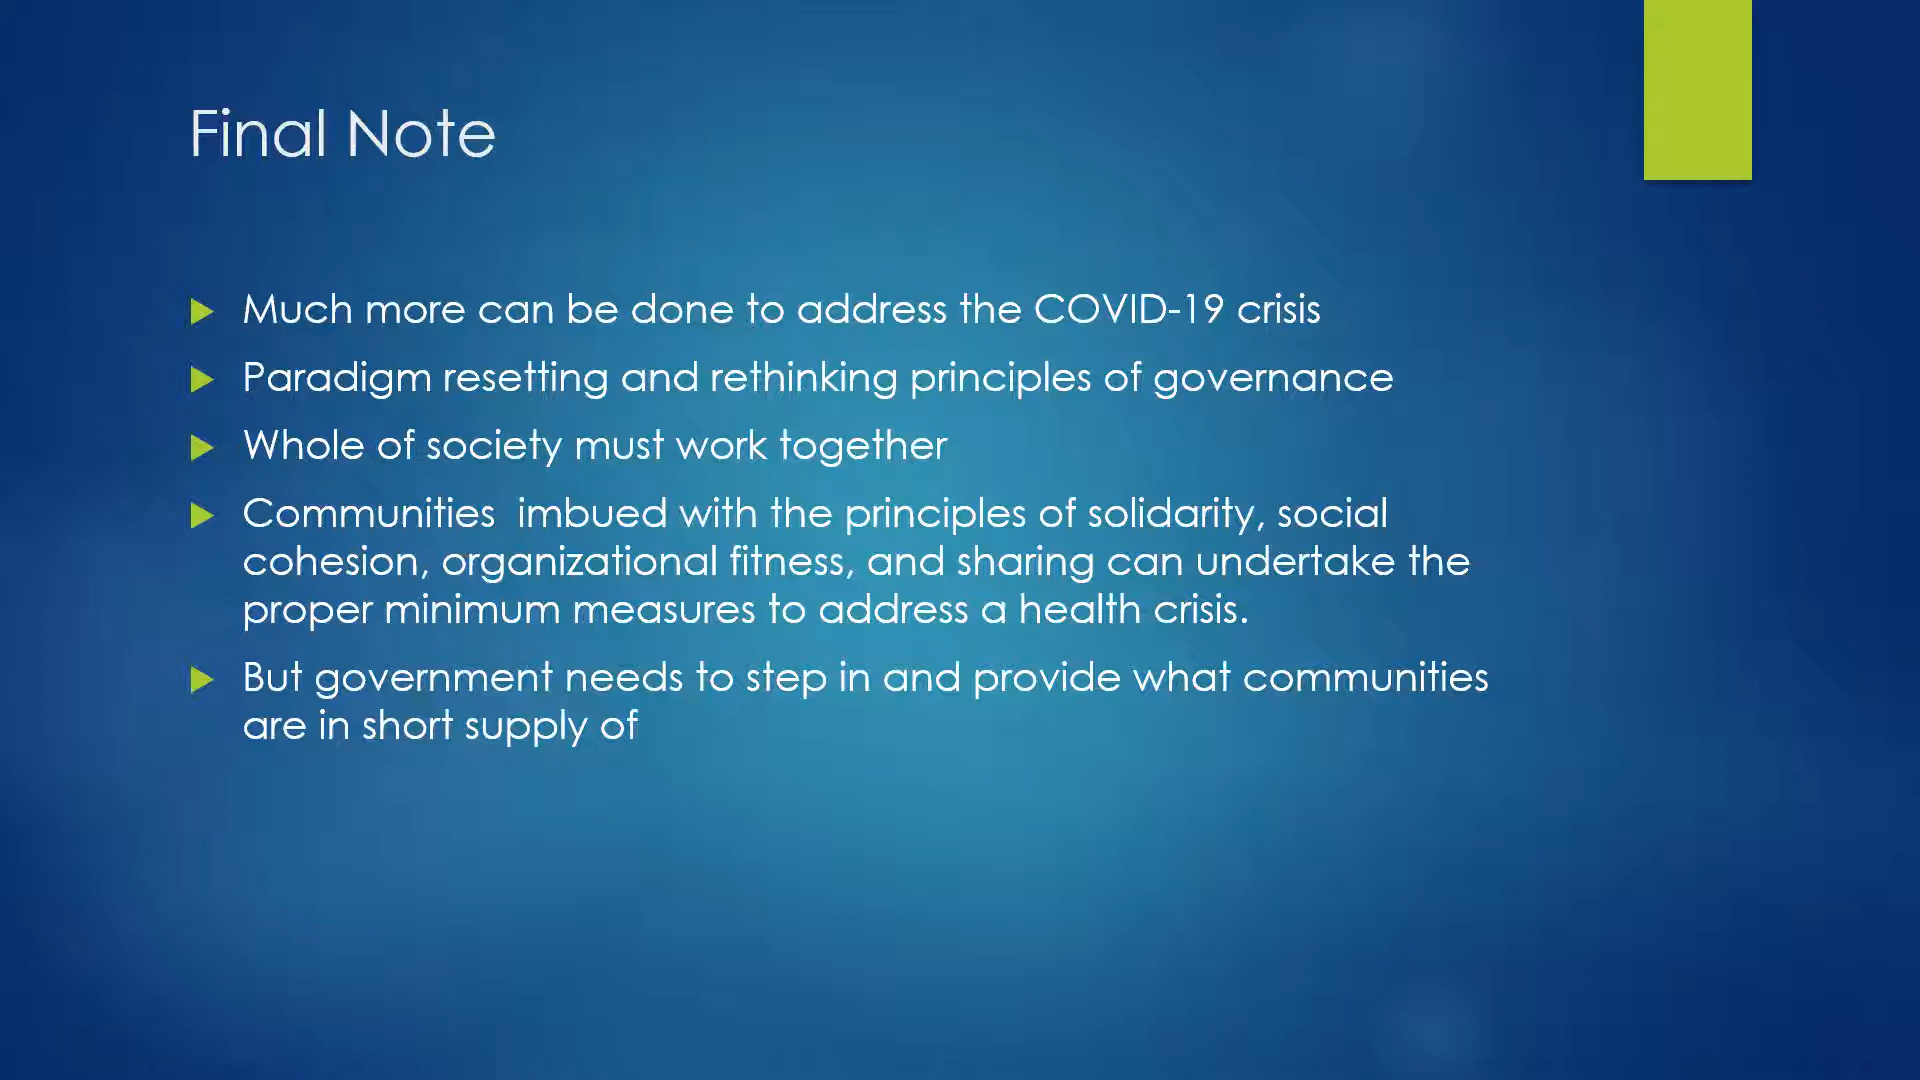 Final Note
Much more can be done to address the COVID-19 crisis
Paradigm resetting and rethinking principles of governance
Whole of society must work together
Communities  imbued with the principles of solidarity, social
cohesion, organizational fitness, and sharing can undertake the
proper minimum measures to address a health crisis.
But government needs to step in and provide what communities
are in short supply of